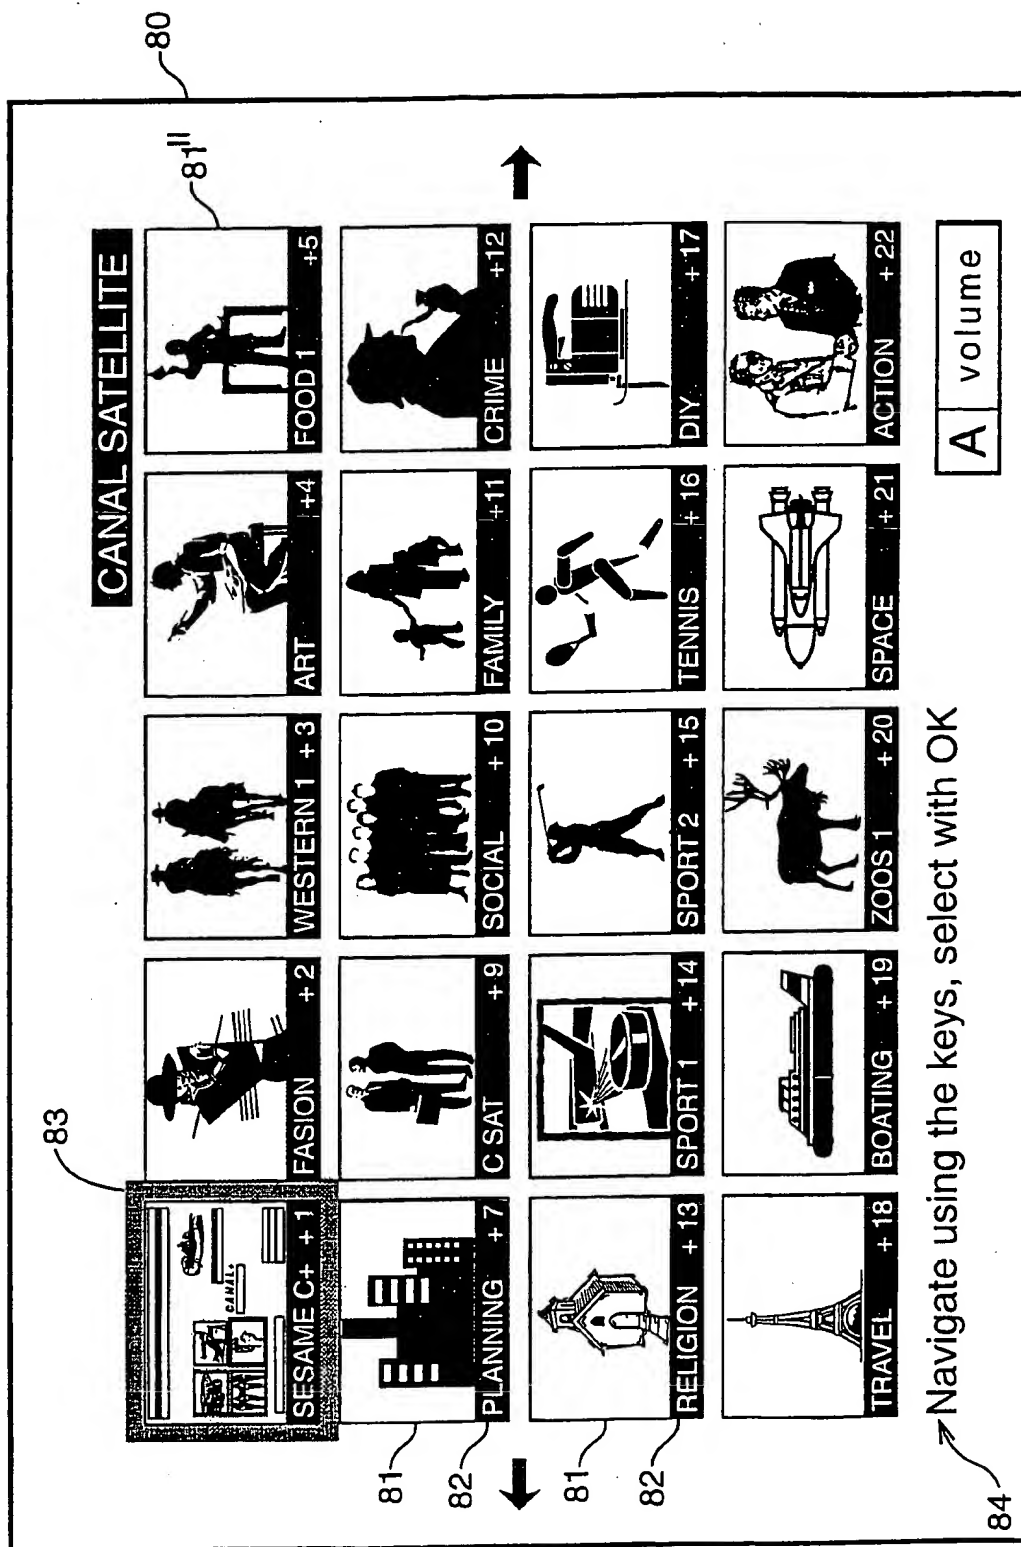 80
CANAL SATELLITE
81"
83
SESAME C+ +1
FASION +2
WESTERN 1 +3
ART +4
FOOD 1 +5
CANAL+
81
82
PLANNING +7
C SAT +9
SOCIAL +10
FAMILY +11
CRIME +12
81
82
RELIGION +13
SPORT 1 +14
SPORT 2 +15
TENNIS +16
DIY +17
TRAVEL +18
BOATING +19
ZOOS 1 +20
SPACE +21
ACTION +22
84
Navigate using the keys, select with OK
A volume